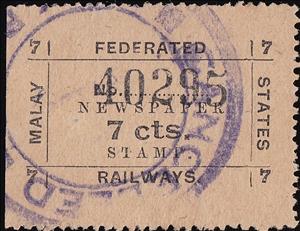 7 FEDERATED 7
MALAY
No. 40295
NEWSPAPER
7 cts.
STAMP.
STATES
7 RAILWAYS. 7